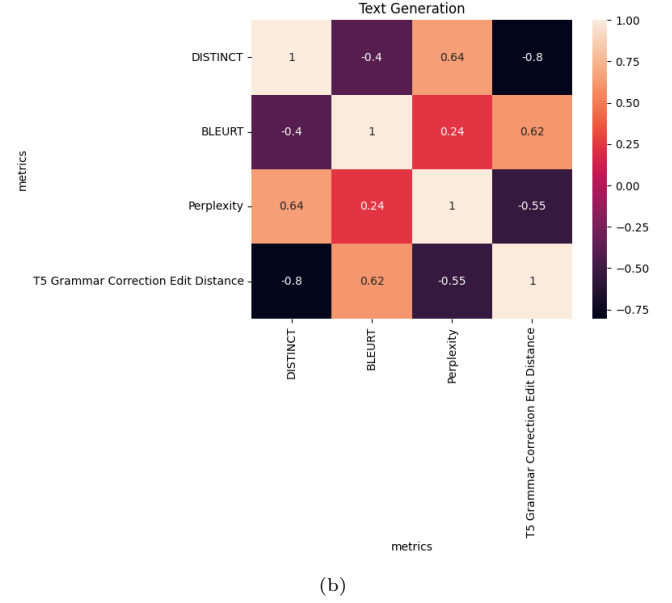 Text Generation
DISTINCT 1 -0.4 0.64 -0.8
BLEURT -0.4 1 0.24 0.62
Perplexity 0.64 0.24 1 -0.55
T5 Grammar Correction Edit Distance -0.8 0.62 -0.55 1
metrics
DISTINCT
BLEURT
Perplexity
T5 Grammar Correction Edit Distance
metrics
1.00
0.75
0.50
0.25
0.00
−0.25
−0.50
−0.75
(b)